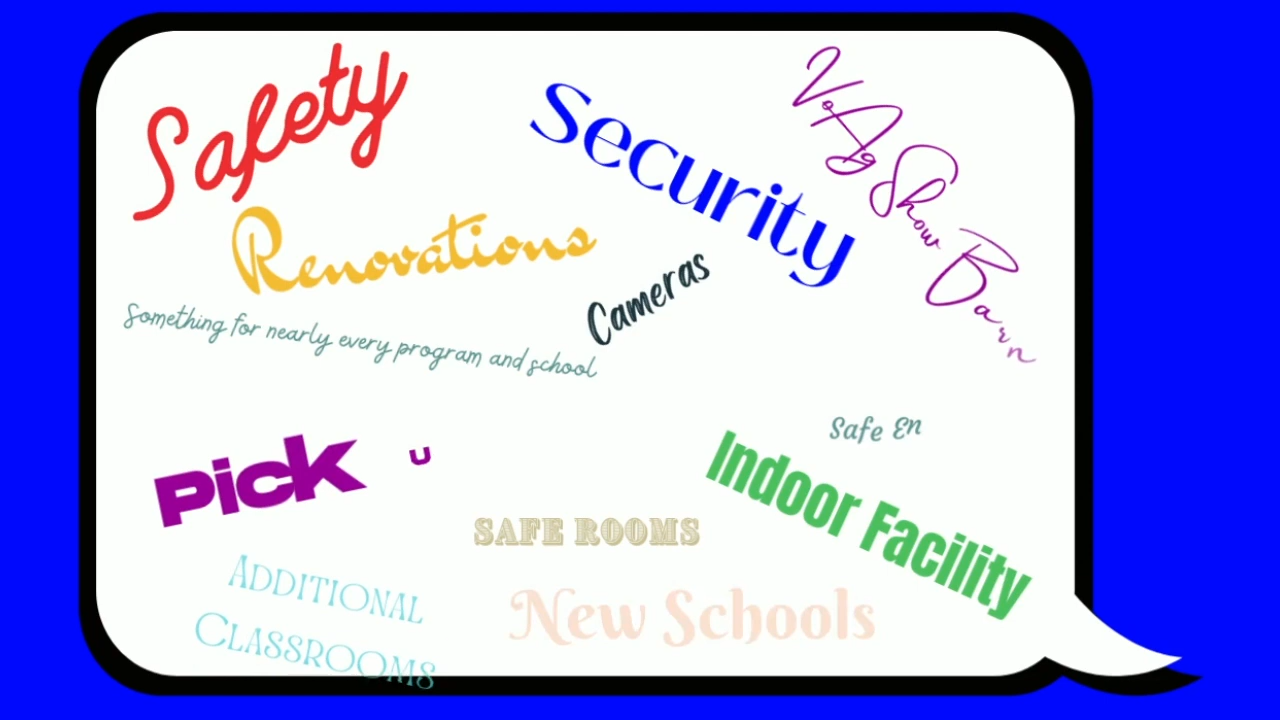 Safety
Security
VoAg Show Barn
Renovations
Cameras
Something for nearly every program and school
Safe En
Pick u
Indoor Facility
SAFE ROOMS
Additional
Classrooms
New Schools